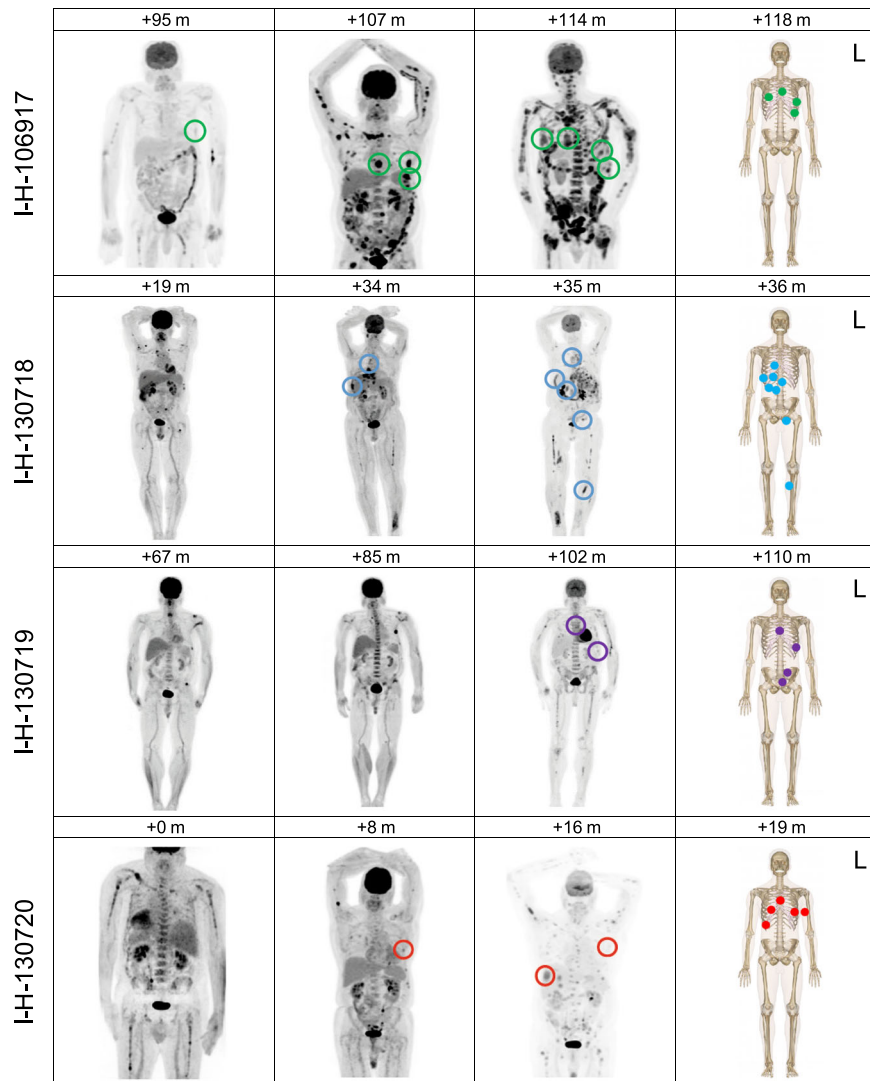 +95 m +107 m +114 m +118 m
I-H-106917
L
+19 m +34 m +35 m +36 m
I-H-130718
L
+67 m +85 m +102 m +110 m
I-H-130719
L
+0 m +8 m +16 m +19 m
I-H-130720
L